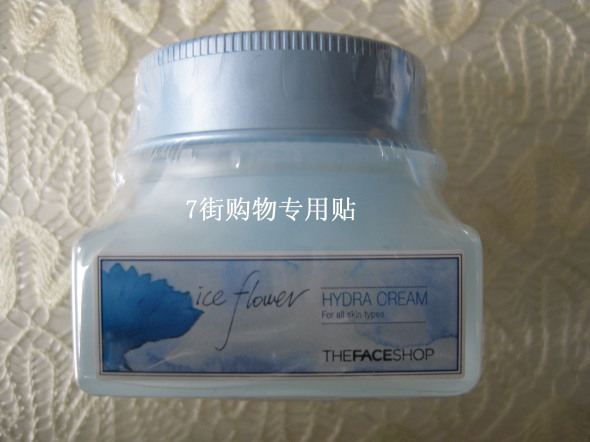 7街购物专用贴
ice flower
HYDRA CREAM
For all skin types
THEFACESHOP